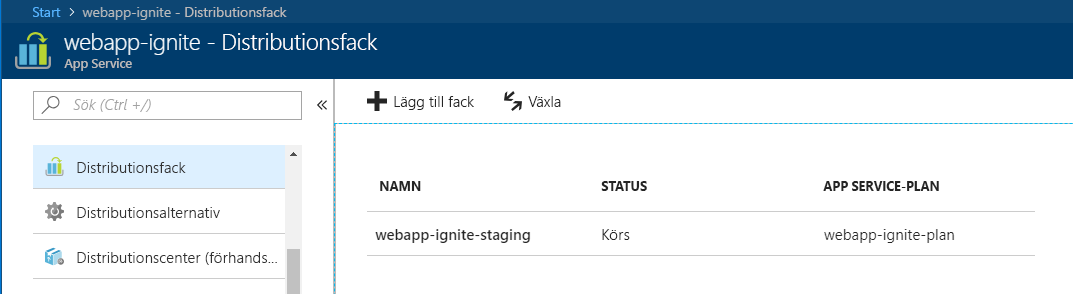 Start > webapp-ignite - Distributionsfack
webapp-ignite - Distributionsfack
App Service
Sök (Ctrl +/)
«
Lägg till fack
Växla
Distributionsfack
Distributionsalternativ
Distributionscenter (förhands...
NAMN STATUS APP SERVICE-PLAN
webapp-ignite-staging Körs webapp-ignite-plan